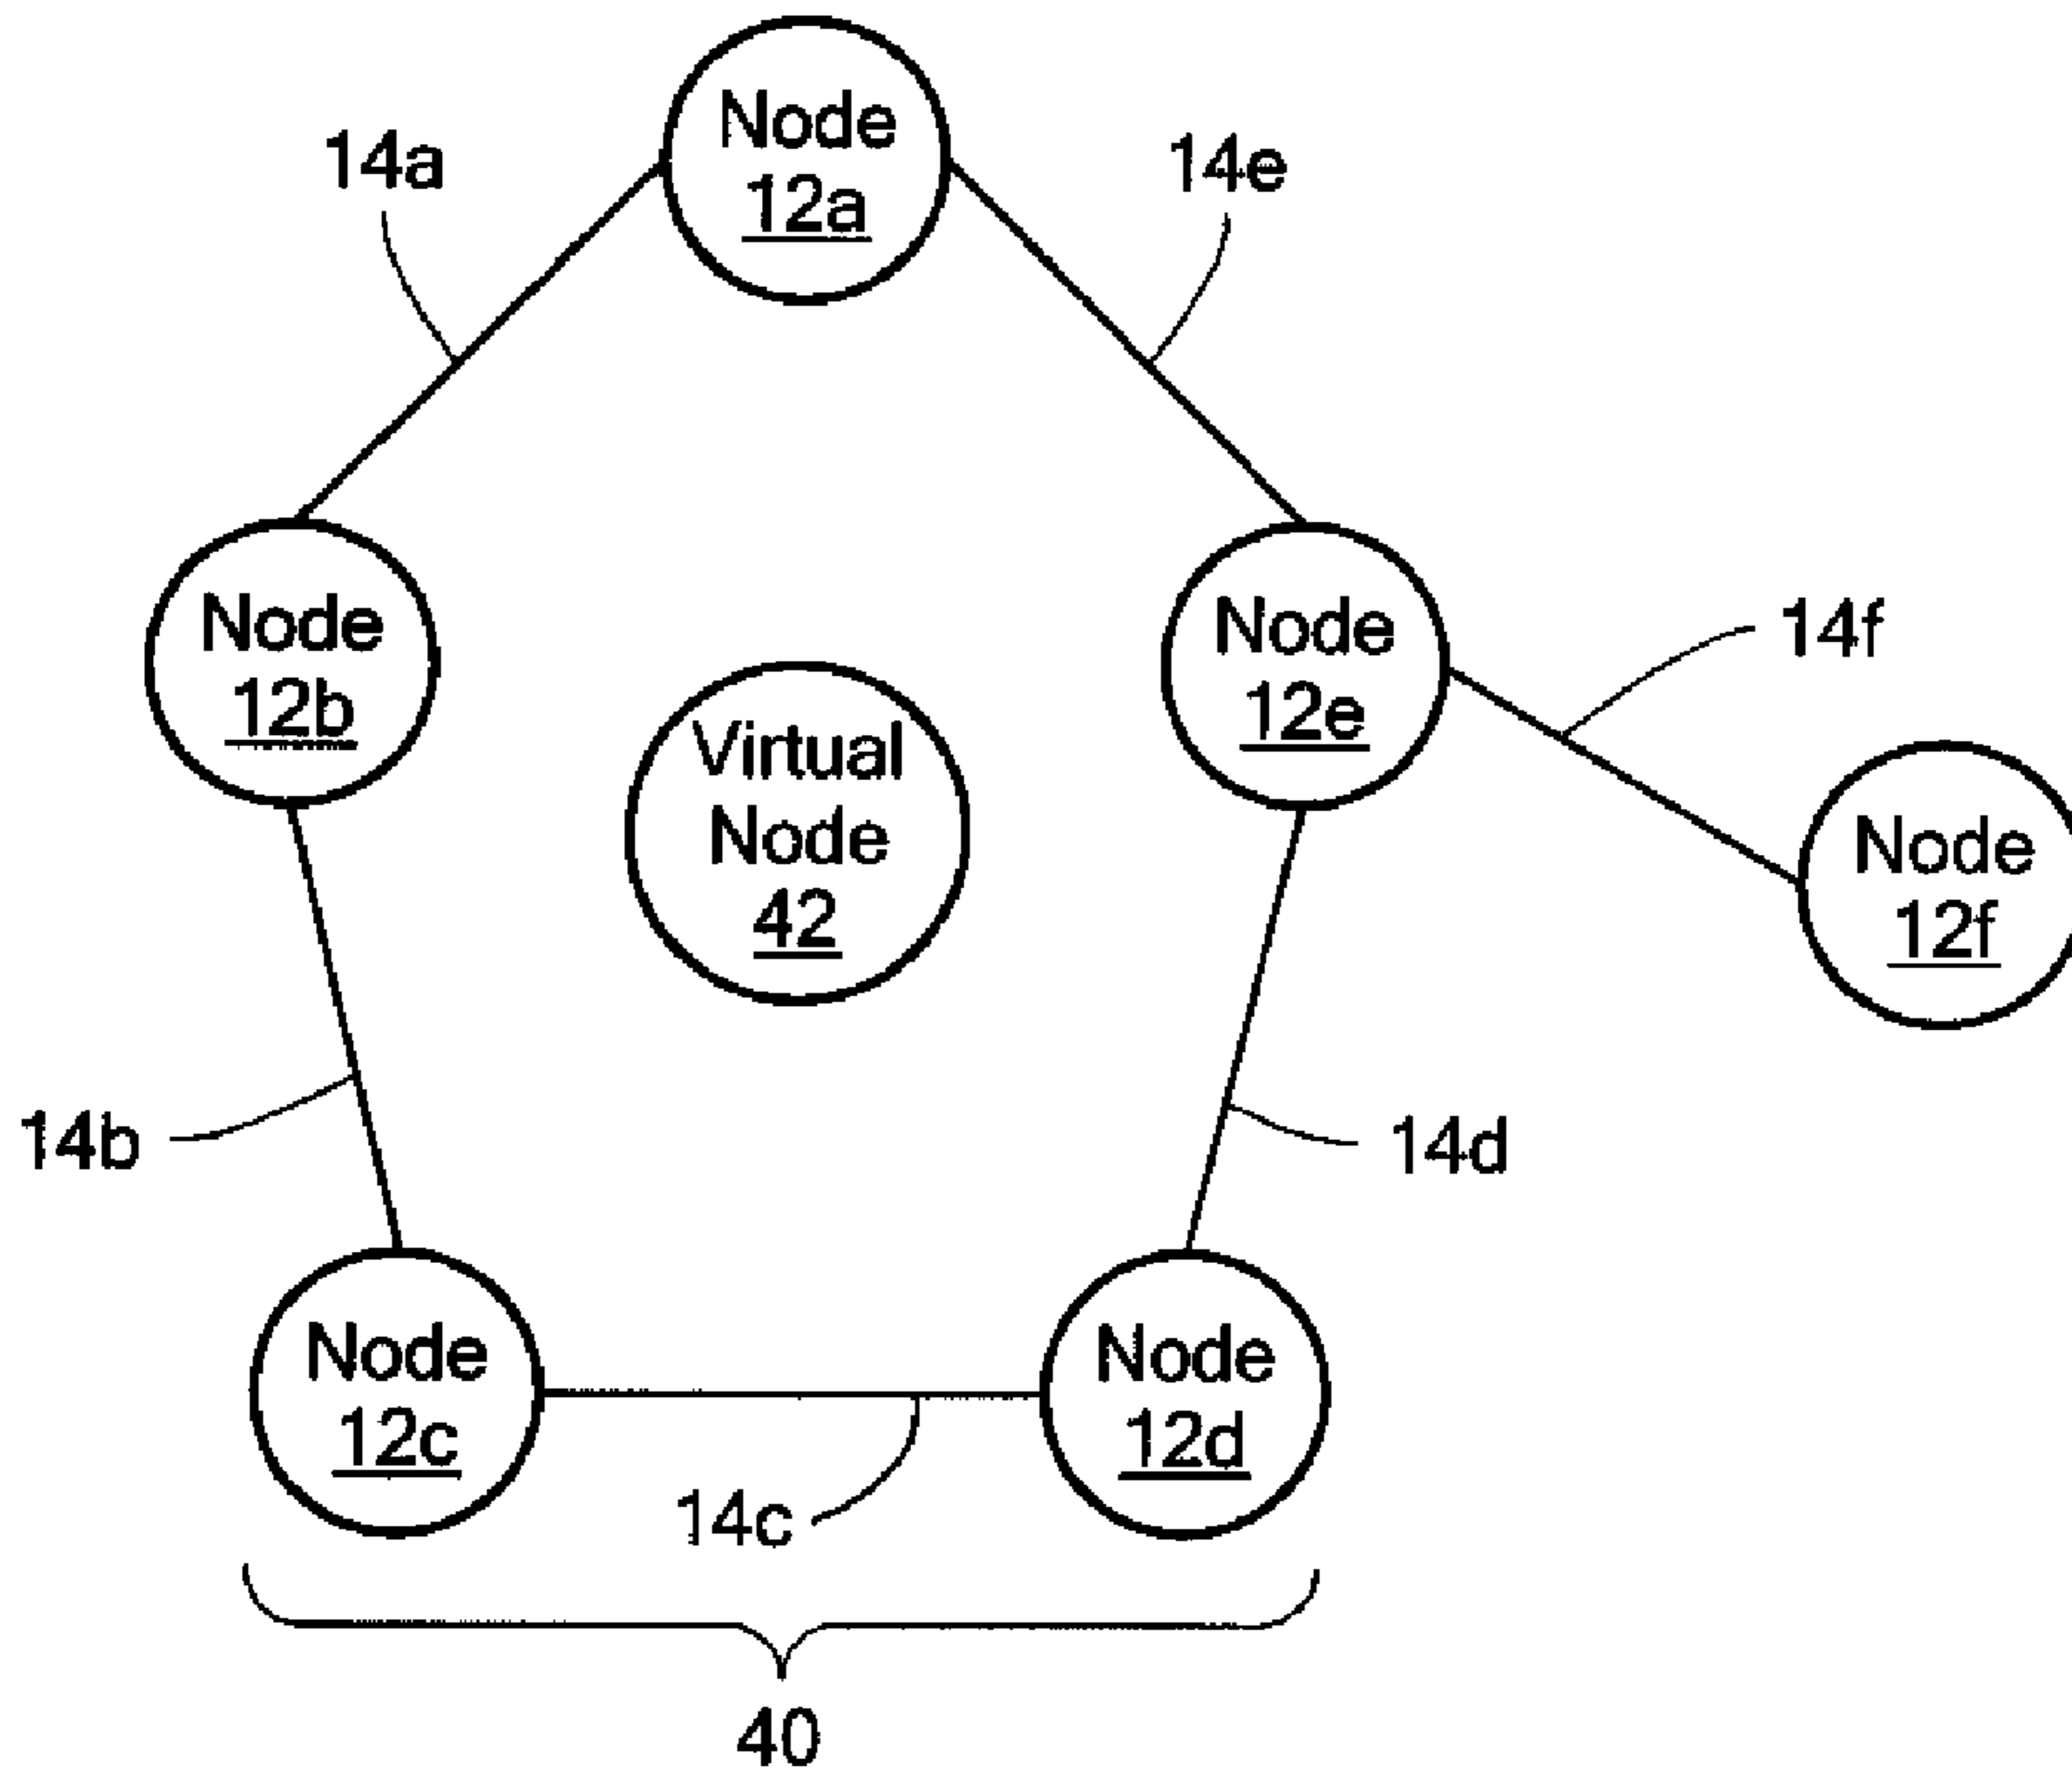 Node
12a
14a
14e
Node
12b
Node
12e
14f
Virtual
Node
42
Node
12f
14b
14d
Node
12c
Node
12d
14c
40